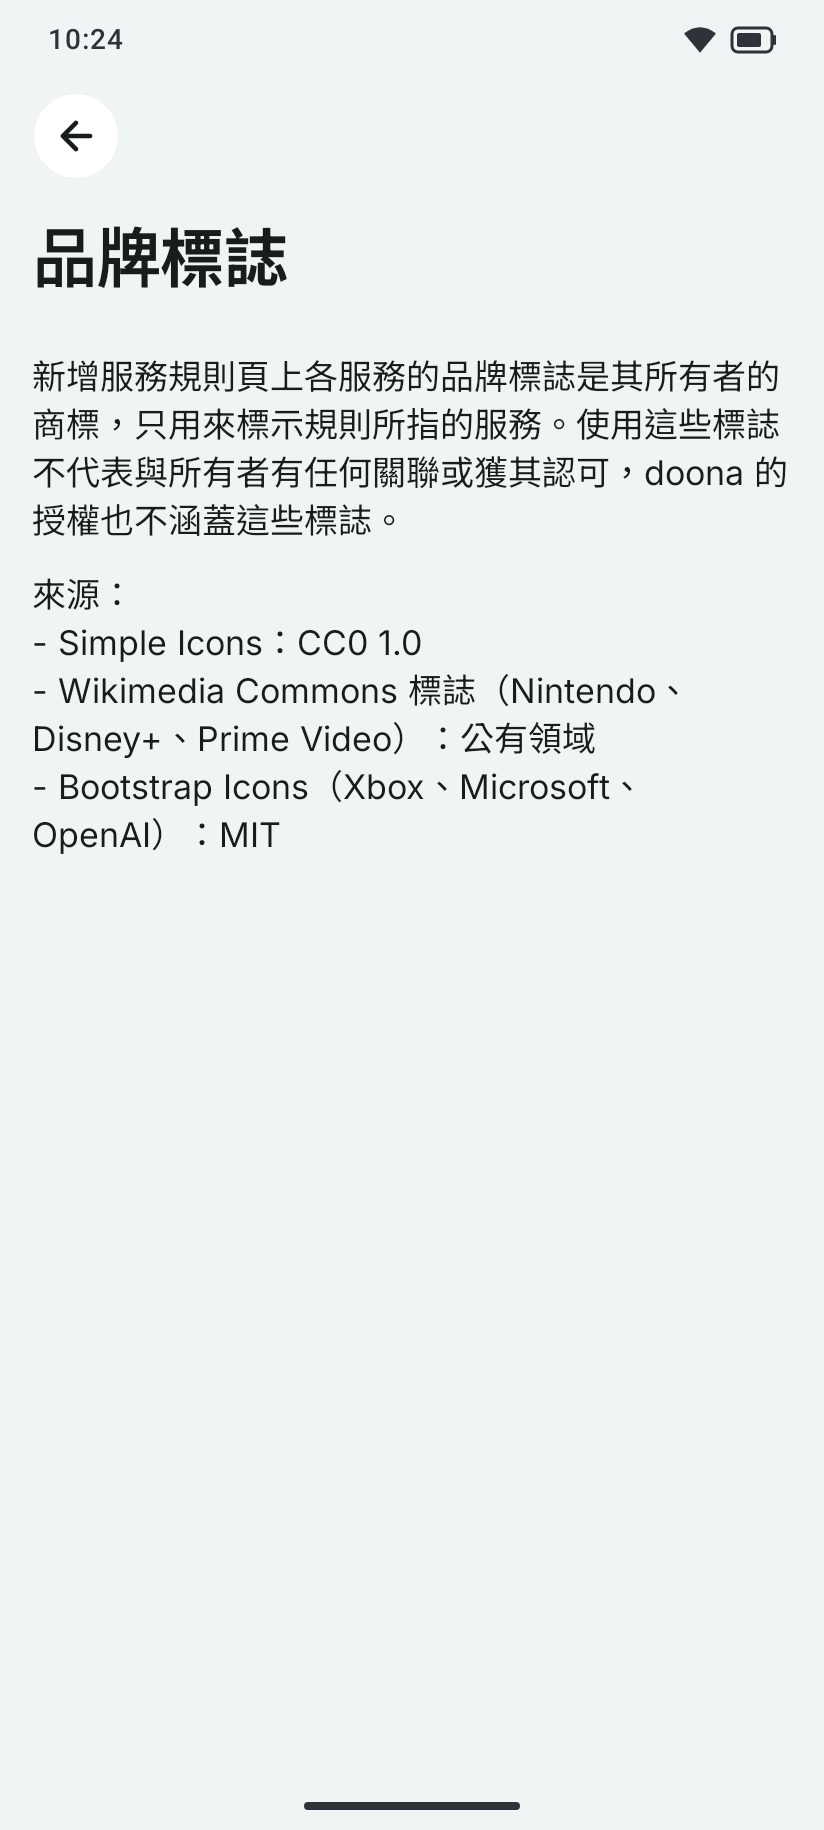 10:24
品牌標誌
新增服務規則頁上各服務的品牌標誌是其所有者的
商標，只用來標示規則所指的服務。使用這些標誌
不代表與所有者有任何關聯或獲其認可，doona 的
授權也不涵蓋這些標誌。
來源：
- Simple Icons：CC0 1.0
- Wikimedia Commons 標誌（Nintendo、
Disney+、Prime Video）：公有領域
- Bootstrap Icons（Xbox、Microsoft、
OpenAI）：MIT